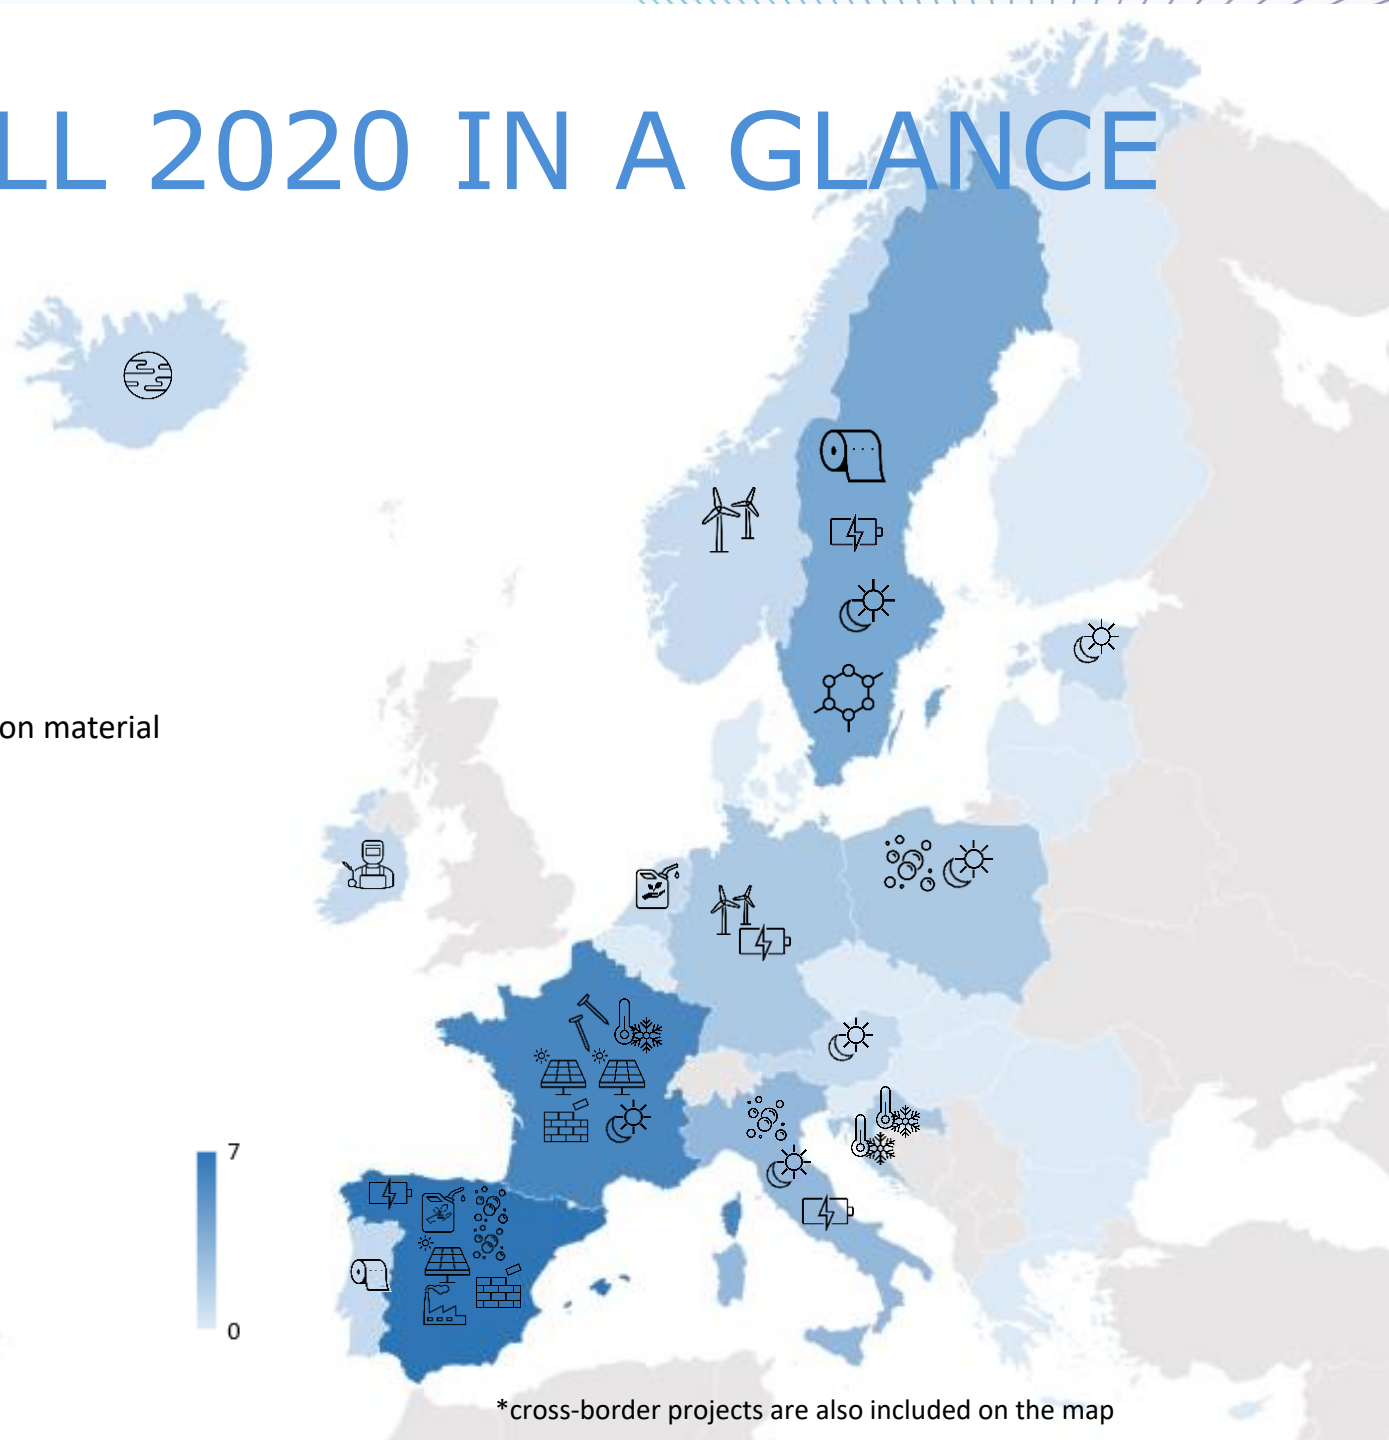 LL 2020 IN A GLANCE
on material
7
0
*cross-border projects are also included on the map